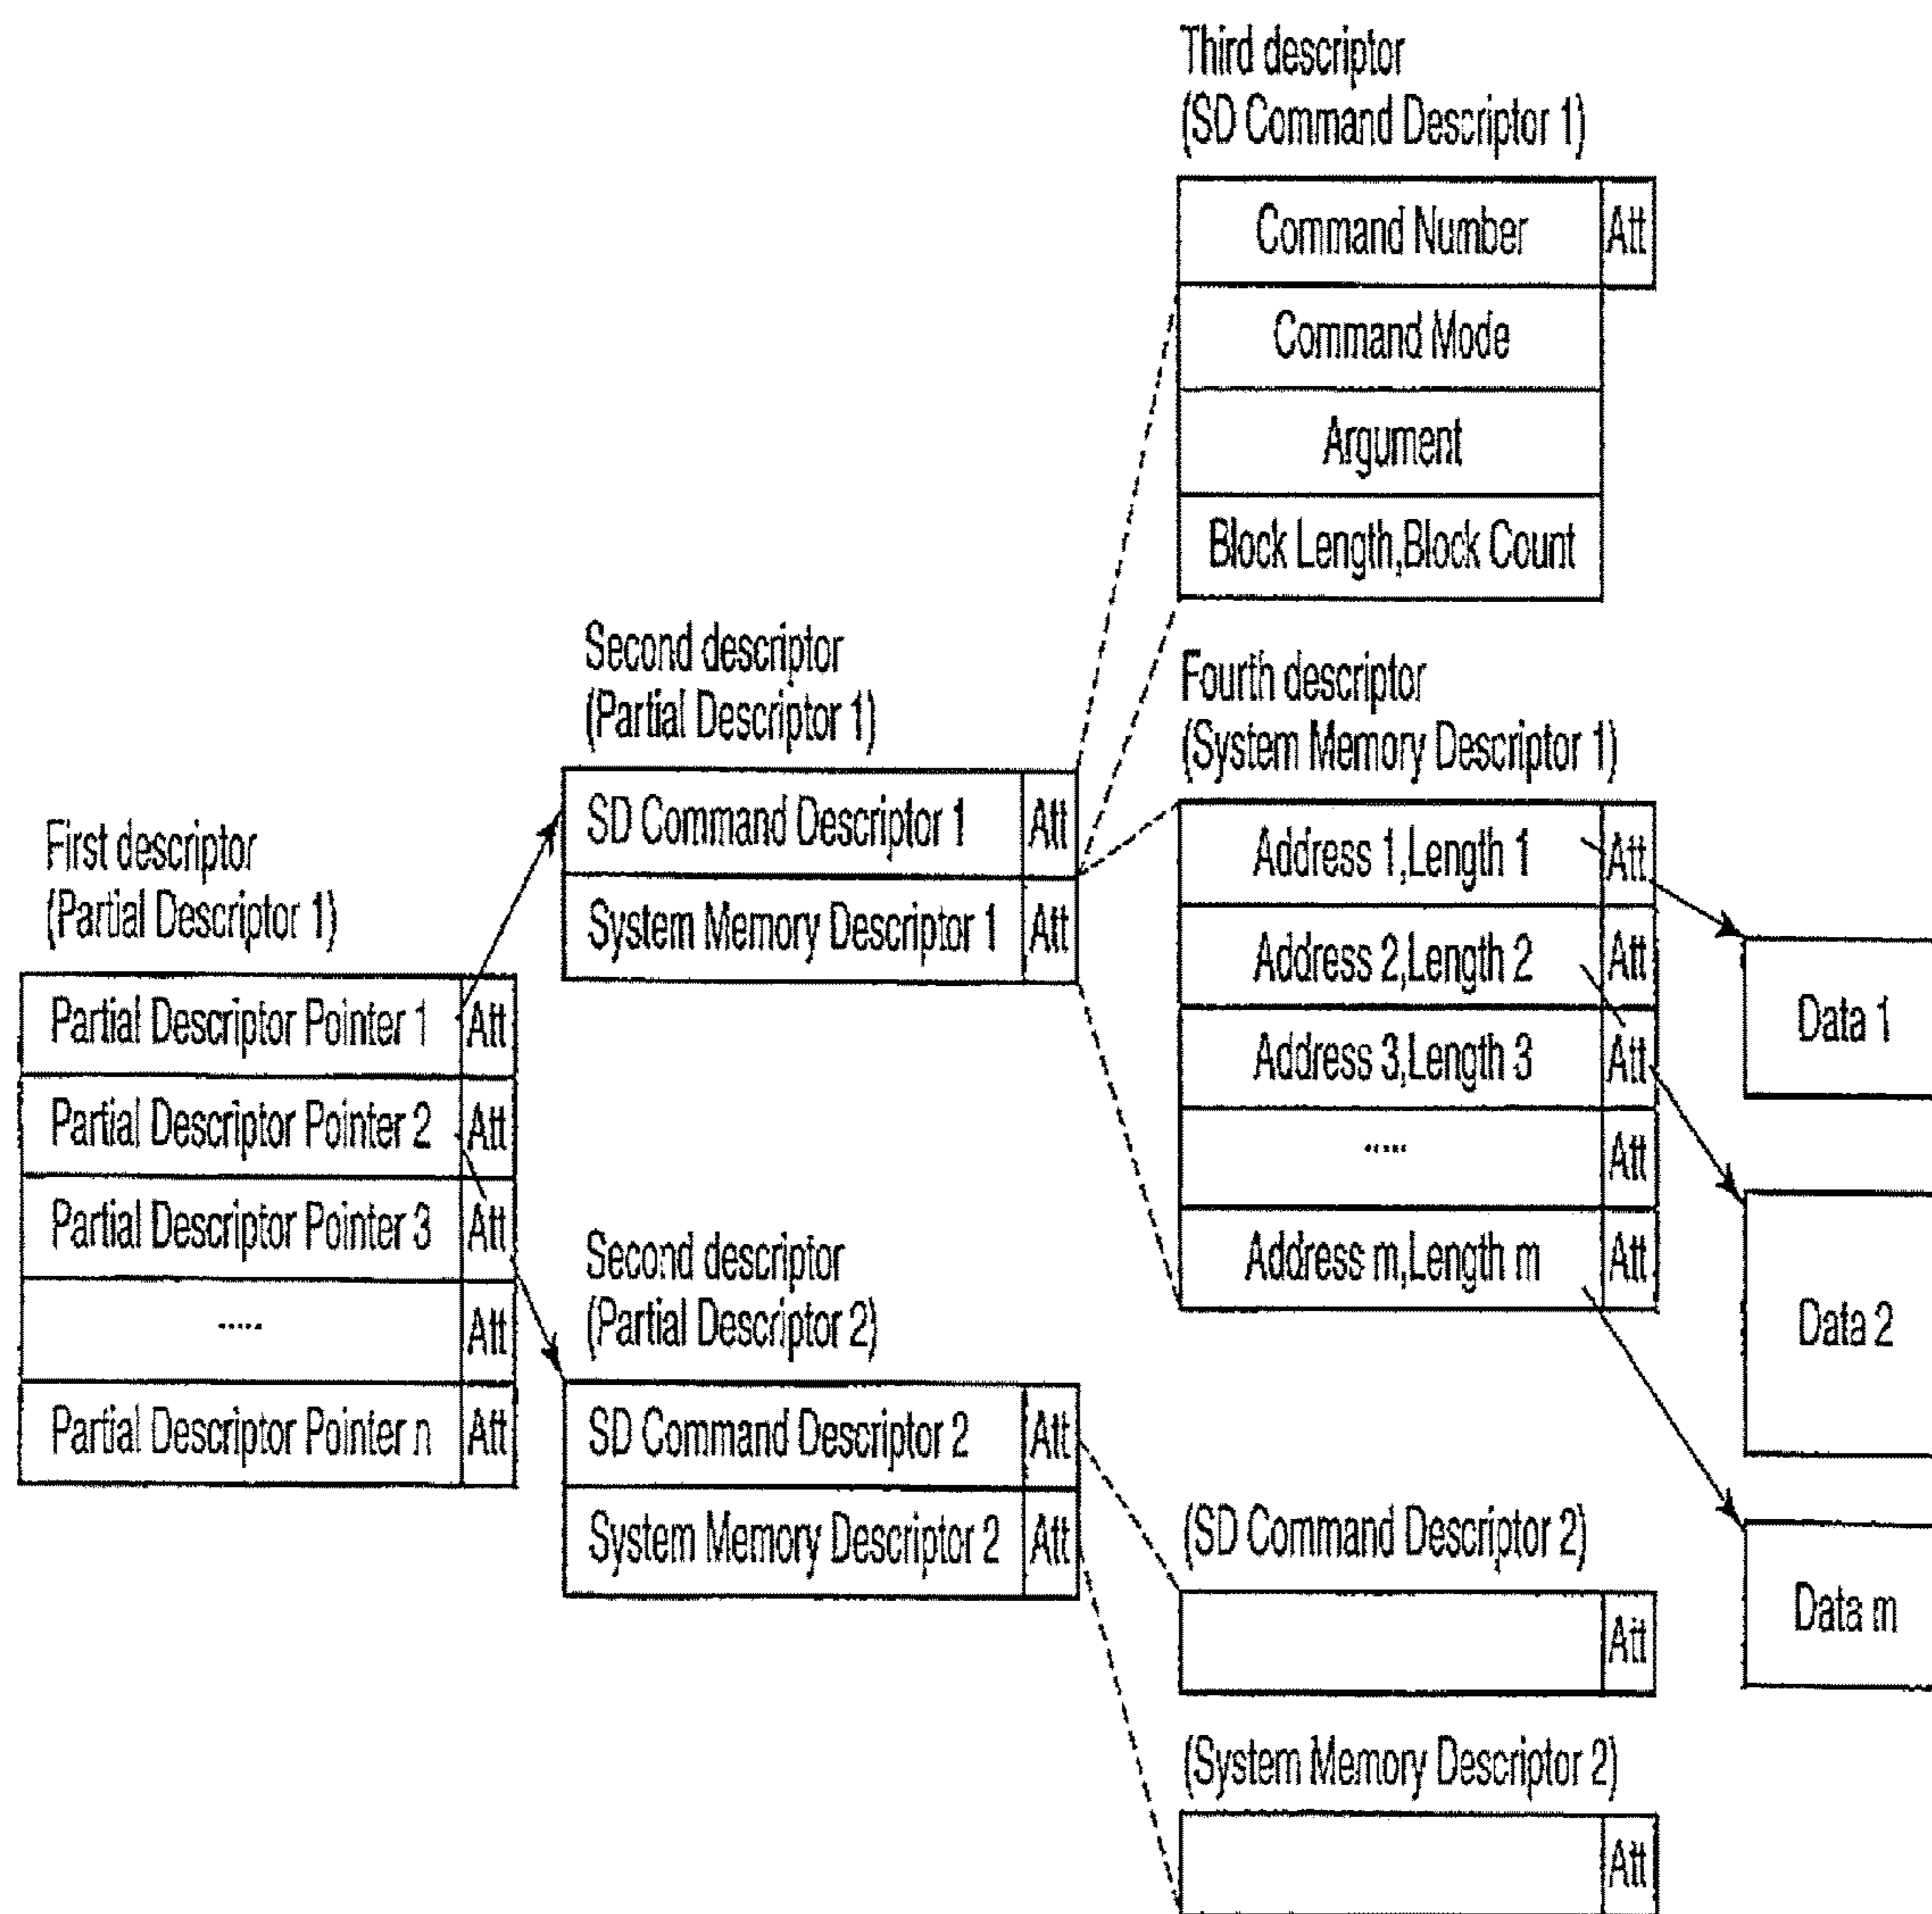 Third descriptor
(SD Command Descriptor 1)
Command Number Att
Command Mode
Argument
Block Length,Block Count
Second descriptor
(Partial Descriptor 1)
SD Command Descriptor 1 Att
System Memory Descriptor 1 Att
Fourth descriptor
(System Memory Descriptor 1)
Address 1,Length 1 Att
Address 2,Length 2 Att
Address 3,Length 3 Att
..... Att
Address m,Length m Att
First descriptor
(Partial Descriptor 1)
Partial Descriptor Pointer 1 Att
Partial Descriptor Pointer 2 Att
Partial Descriptor Pointer 3 Att
..... Att
Partial Descriptor Pointer n Att
Data 1
Data 2
Data m
Second descriptor
(Partial Descriptor 2)
SD Command Descriptor 2 Att
System Memory Descriptor 2 Att
(SD Command Descriptor 2)
Att
(System Memory Descriptor 2)
Att